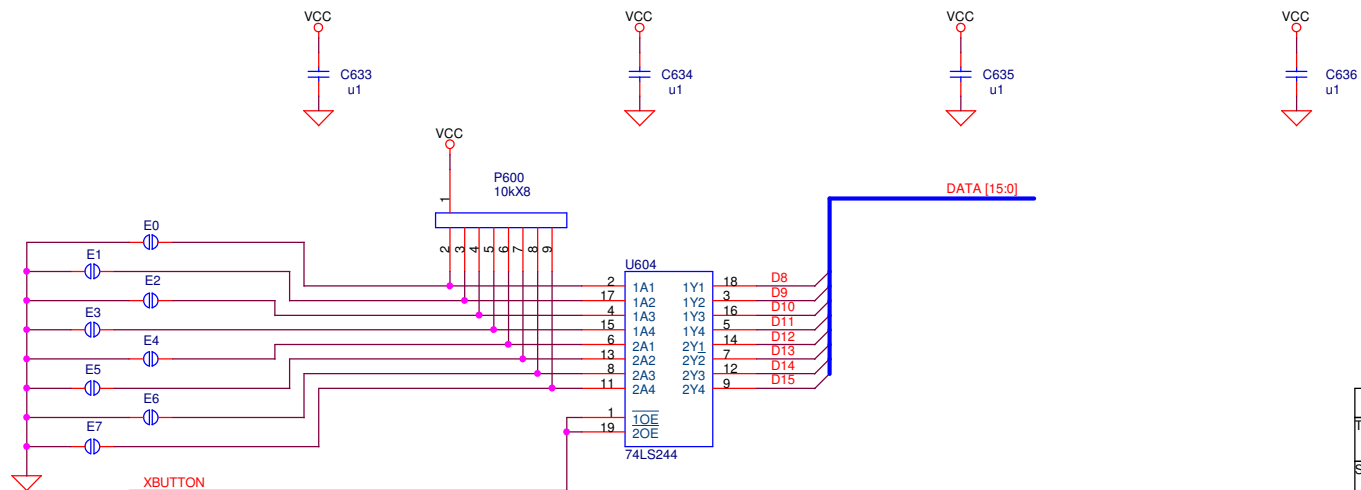 VCC VCC VCC VCC
C633 C634 C635 C636
u1 u1 u1 u1
VCC
P600
10kX8
1
DATA [15:0]
2 3 4 5 6 7 8 9
E0
E1
E2
E3
E4
E5
E6
E7
U604
2 1A1 1Y1 18 D8
17 1A2 1Y2 3 D9
4 1A3 1Y3 16 D10
15 1A4 1Y4 5 D11
6 2A1 2Y1 14 D12
13 2A2 2Y2 7 D13
8 2A3 2Y3 12 D14
11 2A4 2Y4 9 D15
1 1OE
19 2OE
74LS244
XBUTTON